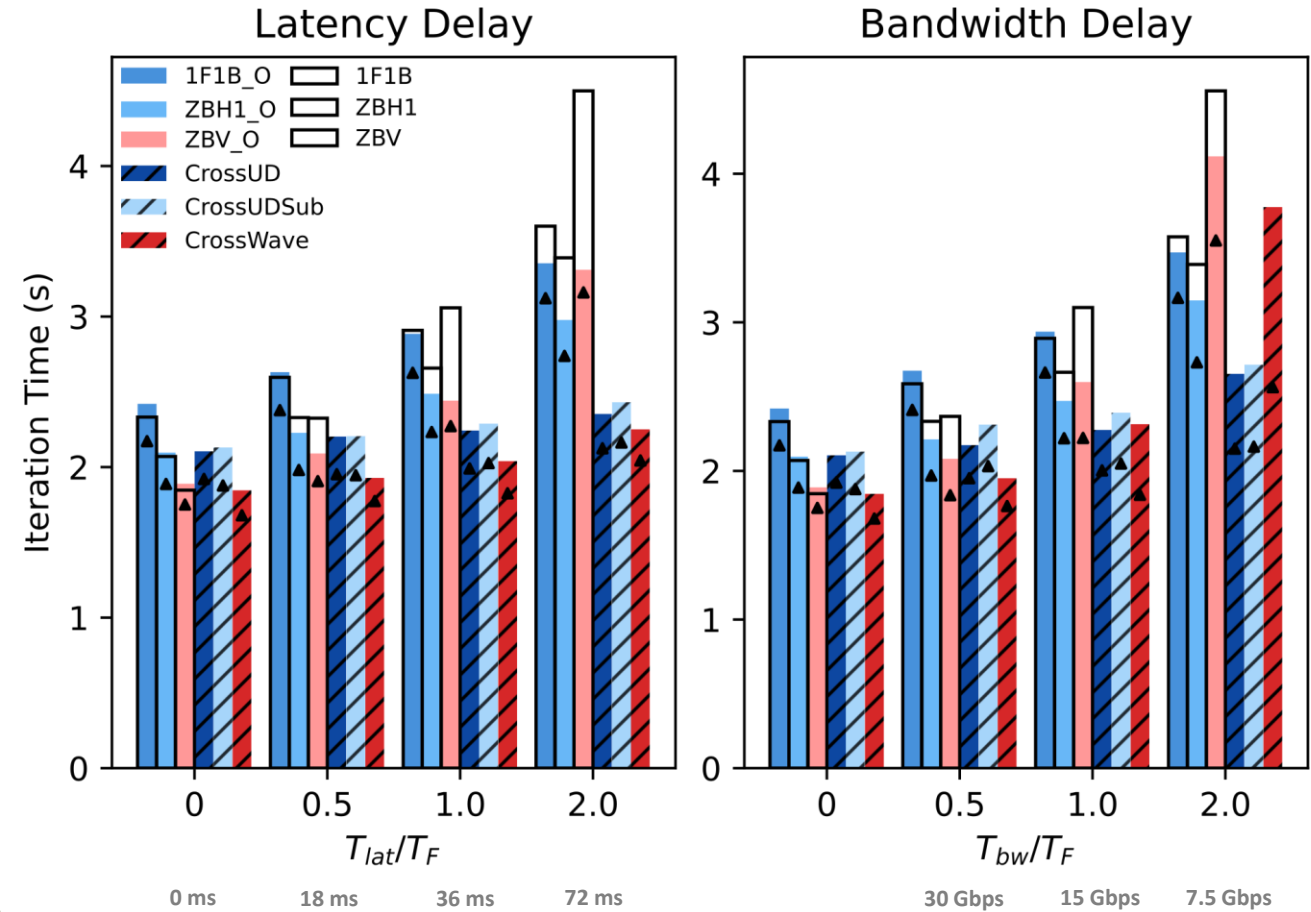 Latency Delay
Bandwidth Delay
1F1B_O 1F1B
ZBH1_O ZBH1
ZBV_O ZBV
CrossUD
CrossUDSub
CrossWave
Iteration Time (s)
4
3
2
1
0
0 0.5 1.0 2.0
T_lat/T_F
0 ms 18 ms 36 ms 72 ms
4
3
2
1
0
0 0.5 1.0 2.0
T_bw/T_F
30 Gbps 15 Gbps 7.5 Gbps